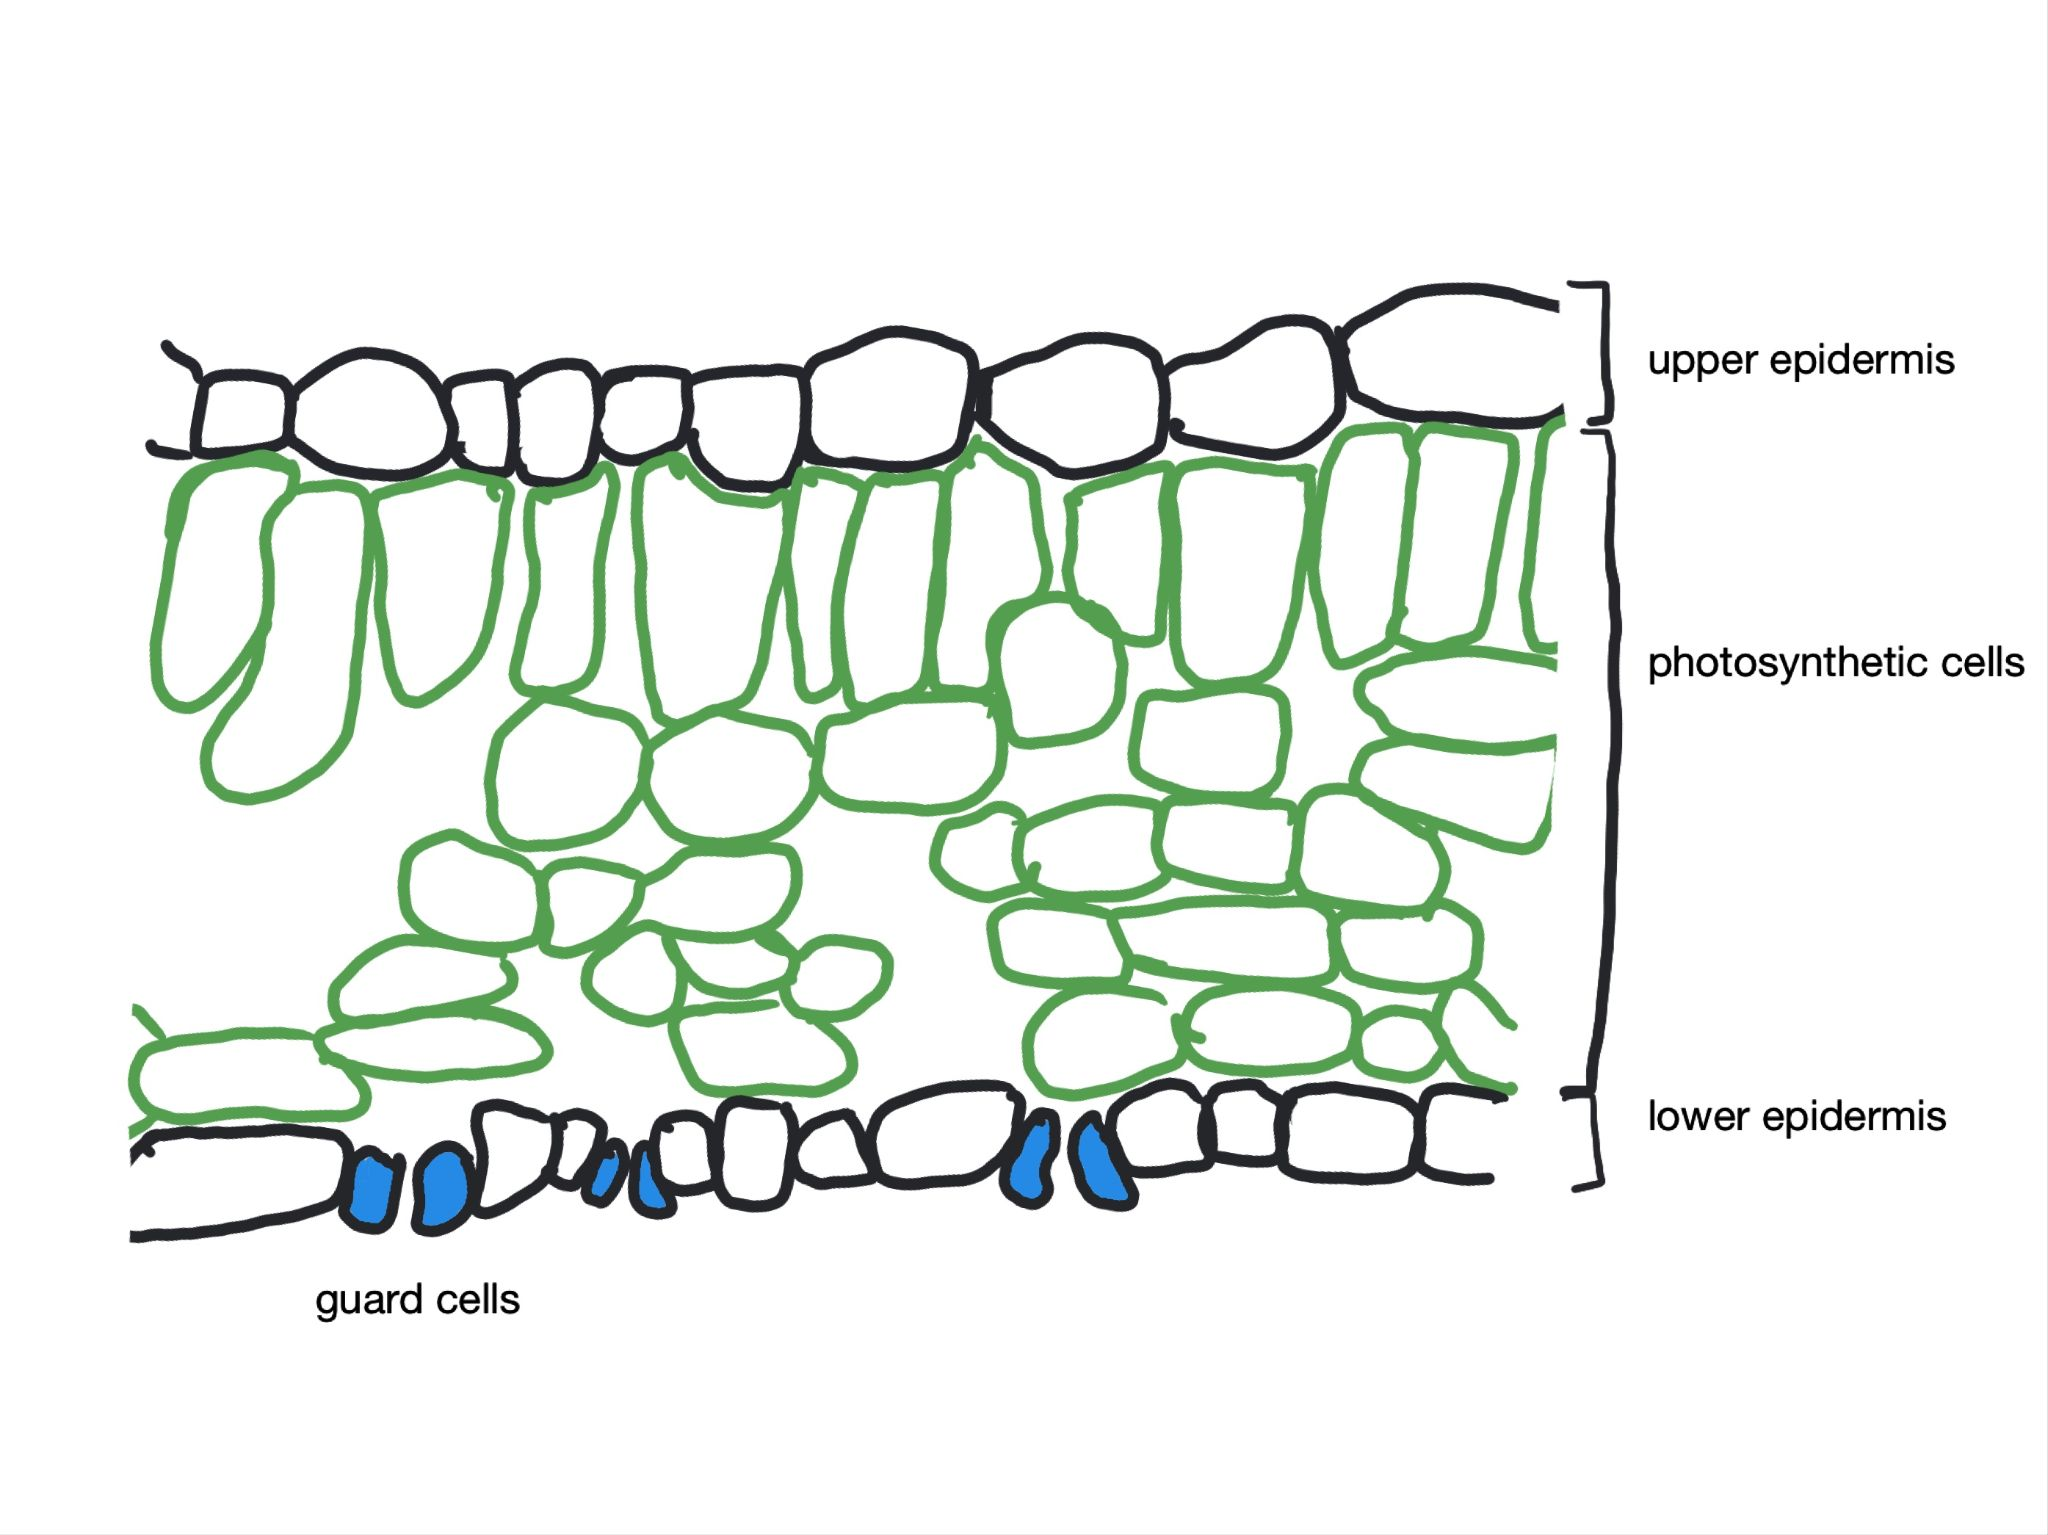 upper epidermis
photosynthetic cells
lower epidermis
guard cells